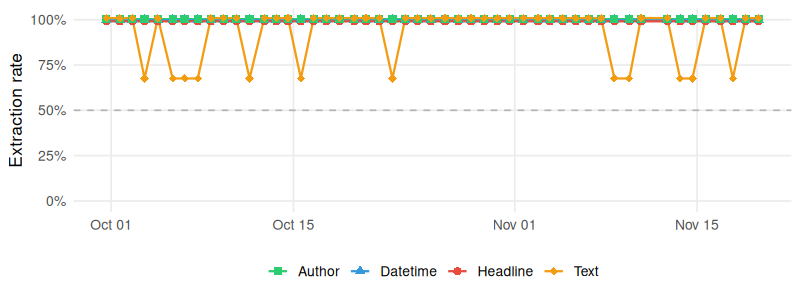 Extraction rate
100%
75%
50%
25%
0%
Oct 01 Oct 15 Nov 01 Nov 15
Author Datetime Headline Text